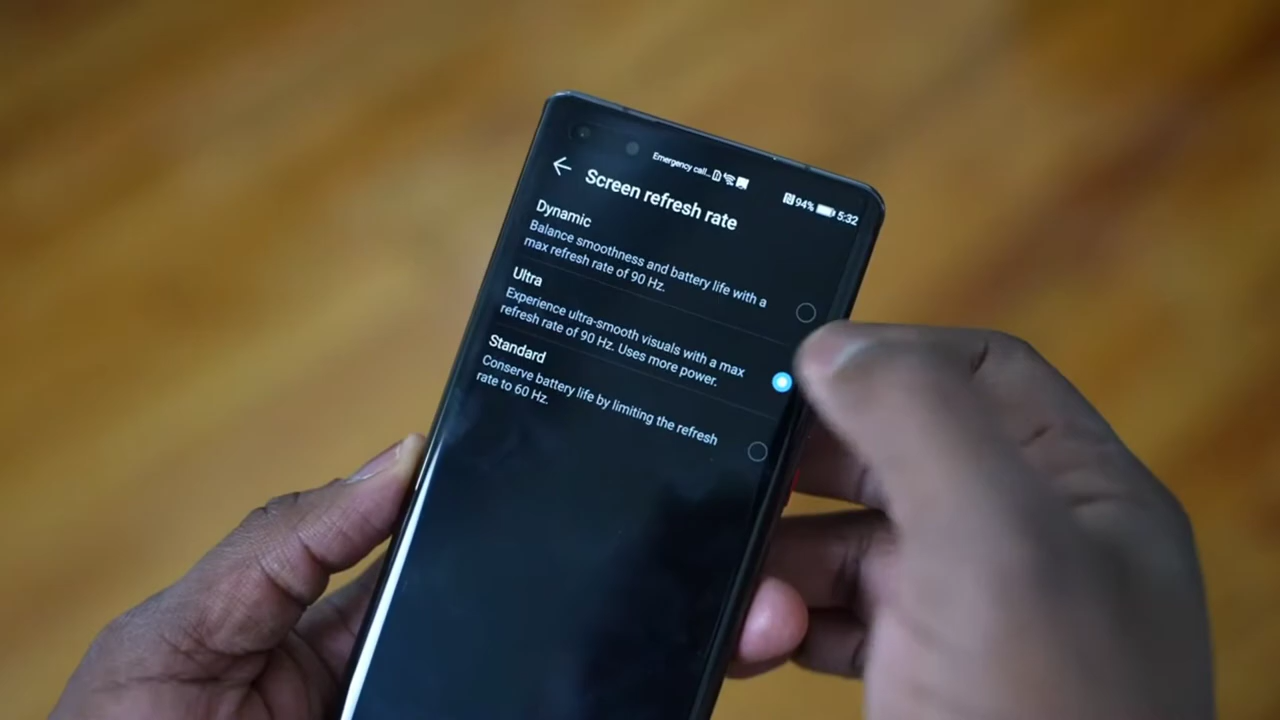 Emergency call... 94% 5:32
Screen refresh rate
Dynamic
Balance smoothness and battery life with a
max refresh rate of 90 Hz.
Ultra
Experience ultra-smooth visuals with a max
refresh rate of 90 Hz. Uses more power.
Standard
Conserve battery life by limiting the refresh
rate to 60 Hz.